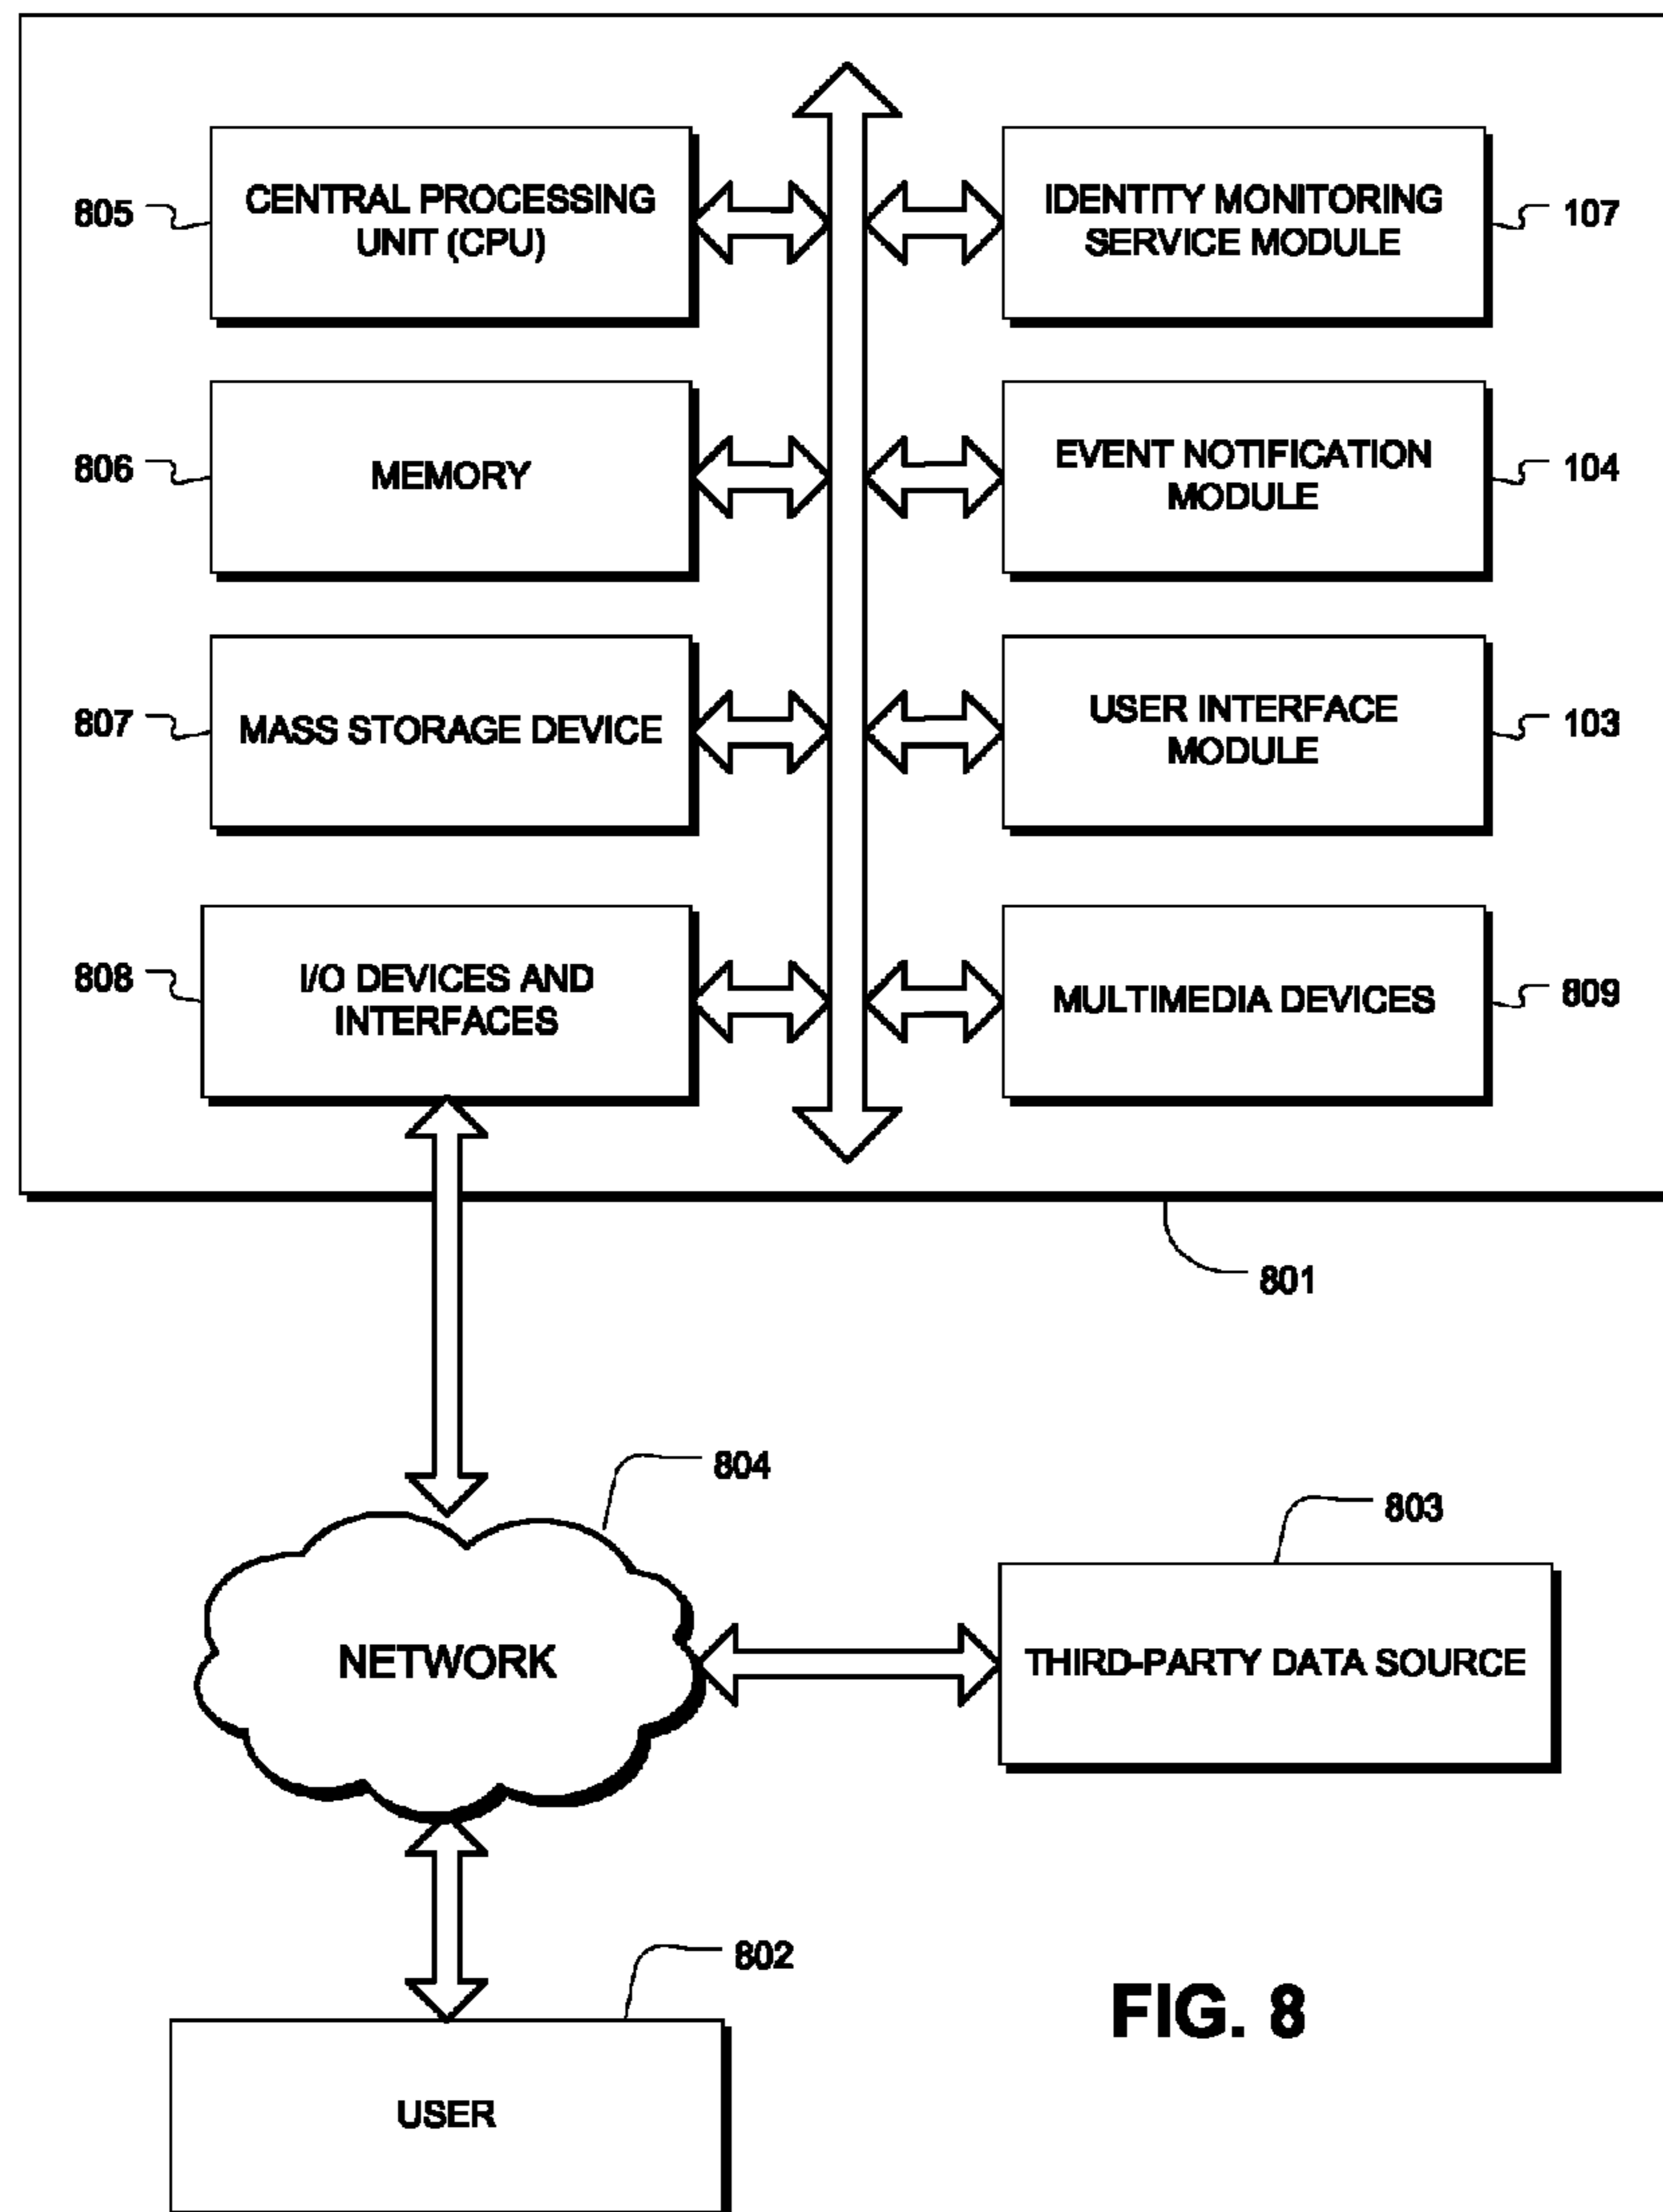 805
CENTRAL PROCESSING
UNIT (CPU)
IDENTITY MONITORING
SERVICE MODULE
107
806
MEMORY
EVENT NOTIFICATION
MODULE
104
807
MASS STORAGE DEVICE
USER INTERFACE
MODULE
103
808
I/O DEVICES AND
INTERFACES
MULTIMEDIA DEVICES
809
801
804
803
NETWORK
THIRD-PARTY DATA SOURCE
802
FIG. 8
USER